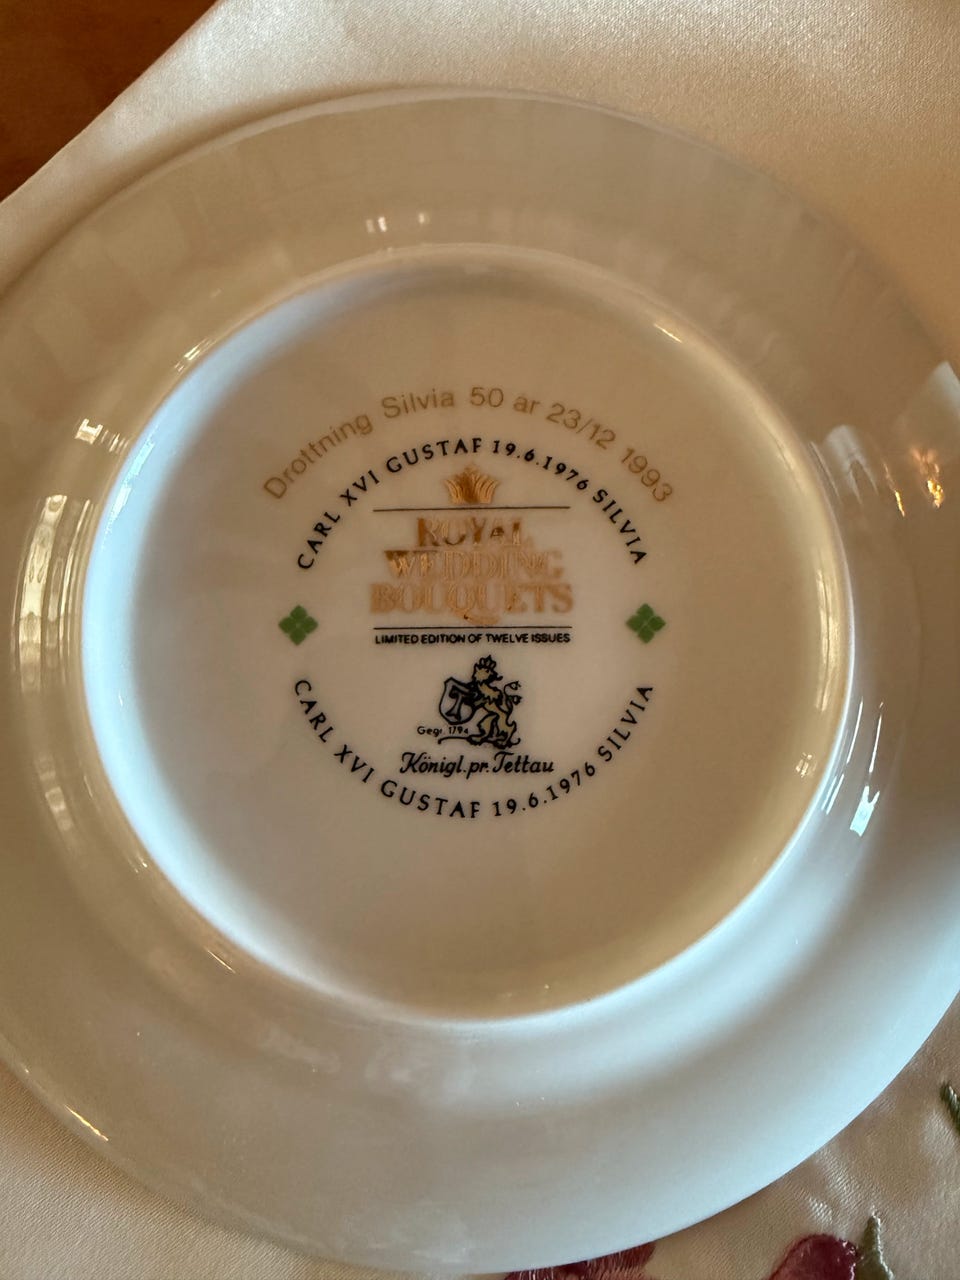 Drottning Silvia 50 ar 23/12 1993
CARL XVI GUSTAF 19.6.1976 SILVIA
ROYAL
WEDDING
BOUQUETS
LIMITED EDITION OF TWELVE ISSUES
T
Gegr. 1794
Königl.pr.Tettau
CARL XVI GUSTAF 19.6.1976 SILVIA